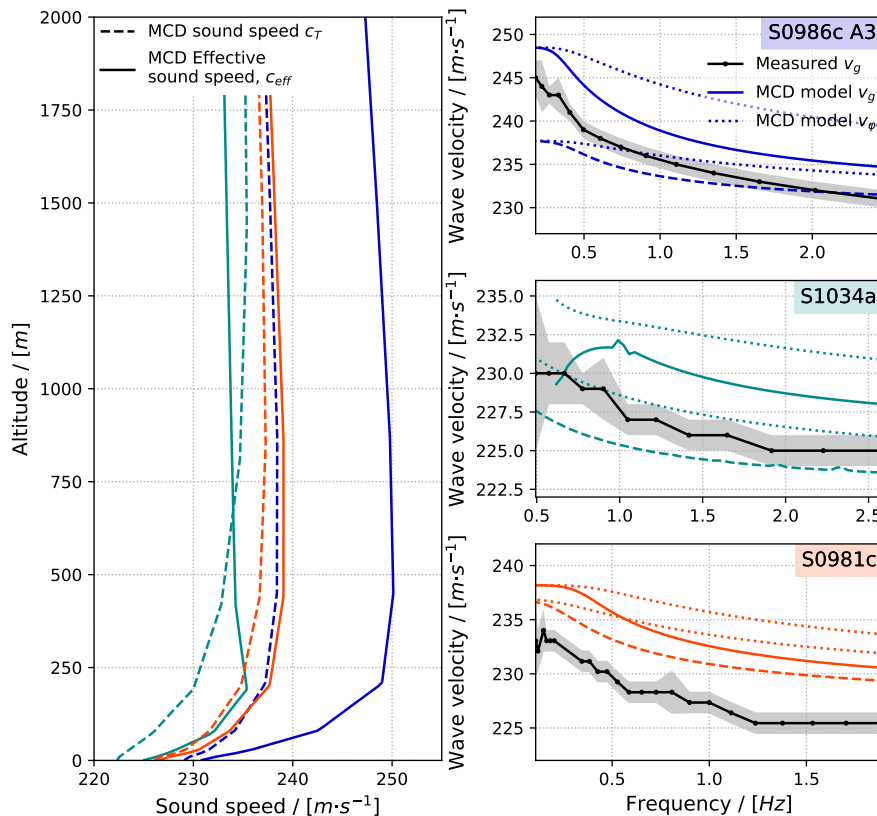 MCD sound speed c_T
MCD Effective
sound speed, c_eff
2000
1750
1500
1250
1000
750
500
250
0
220
230
240
250
Altitude / [m]
Sound speed / [m·s⁻¹]
S0986c A3
Measured v_g
MCD model v_g
MCD model v_φ
250
245
240
235
230
0.5
1.0
1.5
2.0
Wave velocity / [m·s⁻¹]
S1034a
235.0
232.5
230.0
227.5
225.0
222.5
0.5
1.0
1.5
2.0
2.5
Wave velocity / [m·s⁻¹]
S0981c
240
235
230
225
0.5
1.0
1.5
Wave velocity / [m·s⁻¹]
Frequency / [Hz]